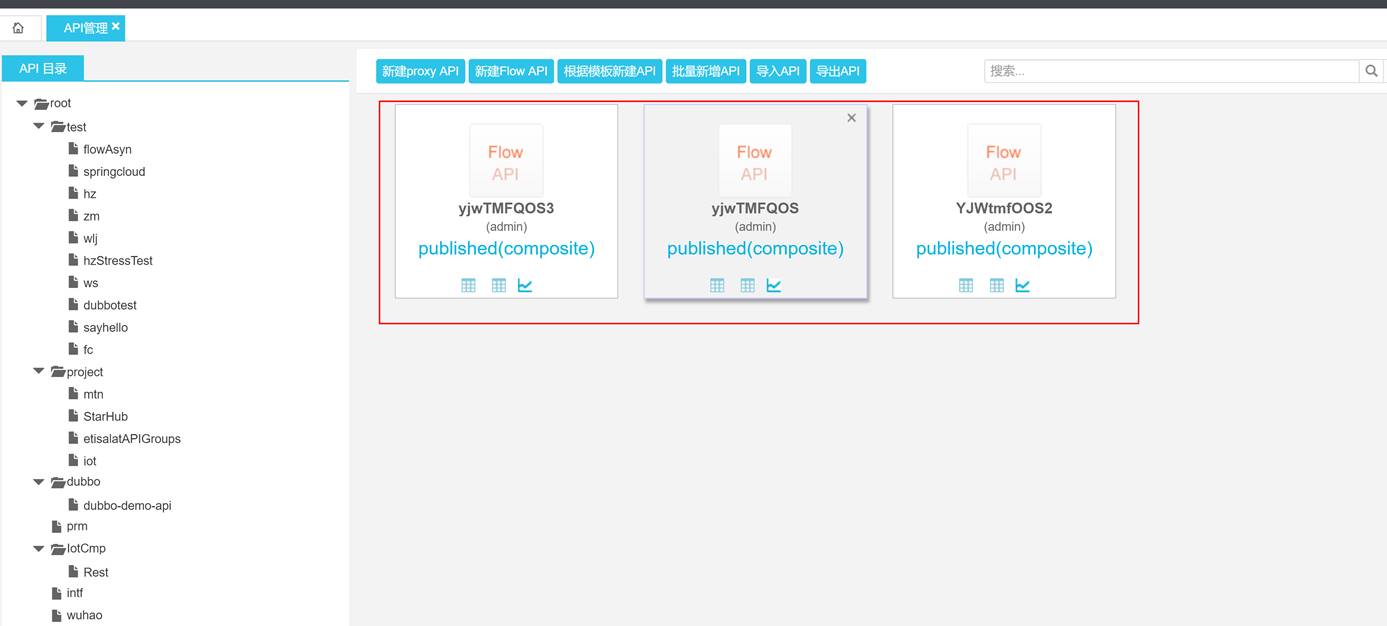 API管理
API 目录
root
test
flowAsyn
springcloud
hz
zm
wlj
hzStressTest
ws
dubbotest
sayhello
fc
project
mtn
StarHub
etisalatAPIGroups
iot
dubbo
dubbo-demo-api
prm
IotCmp
Rest
intf
wuhao
新建proxy API 新建Flow API 根据模板新建API 批量新增API 导入API 导出API
搜索...
Flow
API
yjwTMFQOS3
(admin)
published(composite)
Flow
API
yjwTMFQOS
(admin)
published(composite)
Flow
API
YJWtmfOOS2
(admin)
published(composite)